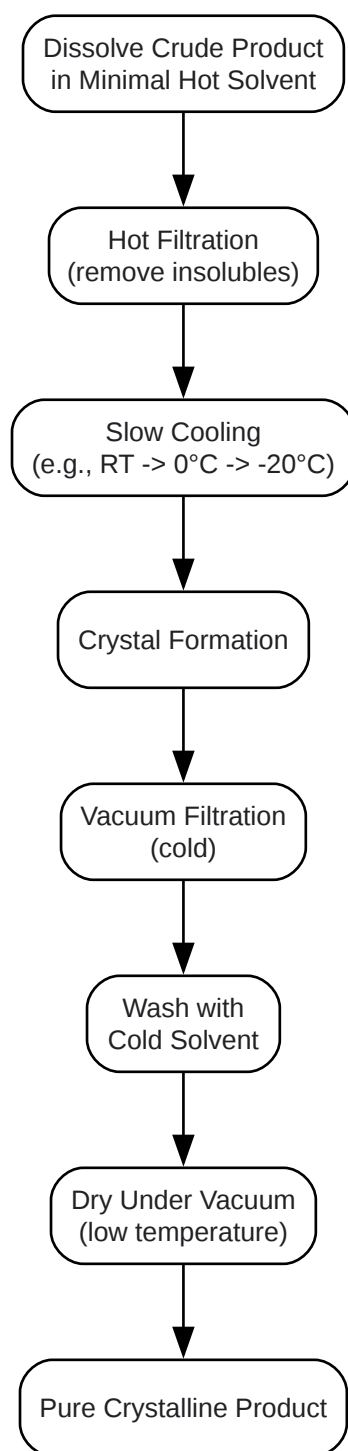 Dissolve Crude Product
in Minimal Hot Solvent
Hot Filtration
(remove insolubles)
Slow Cooling
(e.g., RT -> 0°C -> -20°C)
Crystal Formation
Vacuum Filtration
(cold)
Wash with
Cold Solvent
Dry Under Vacuum
(low temperature)
Pure Crystalline Product